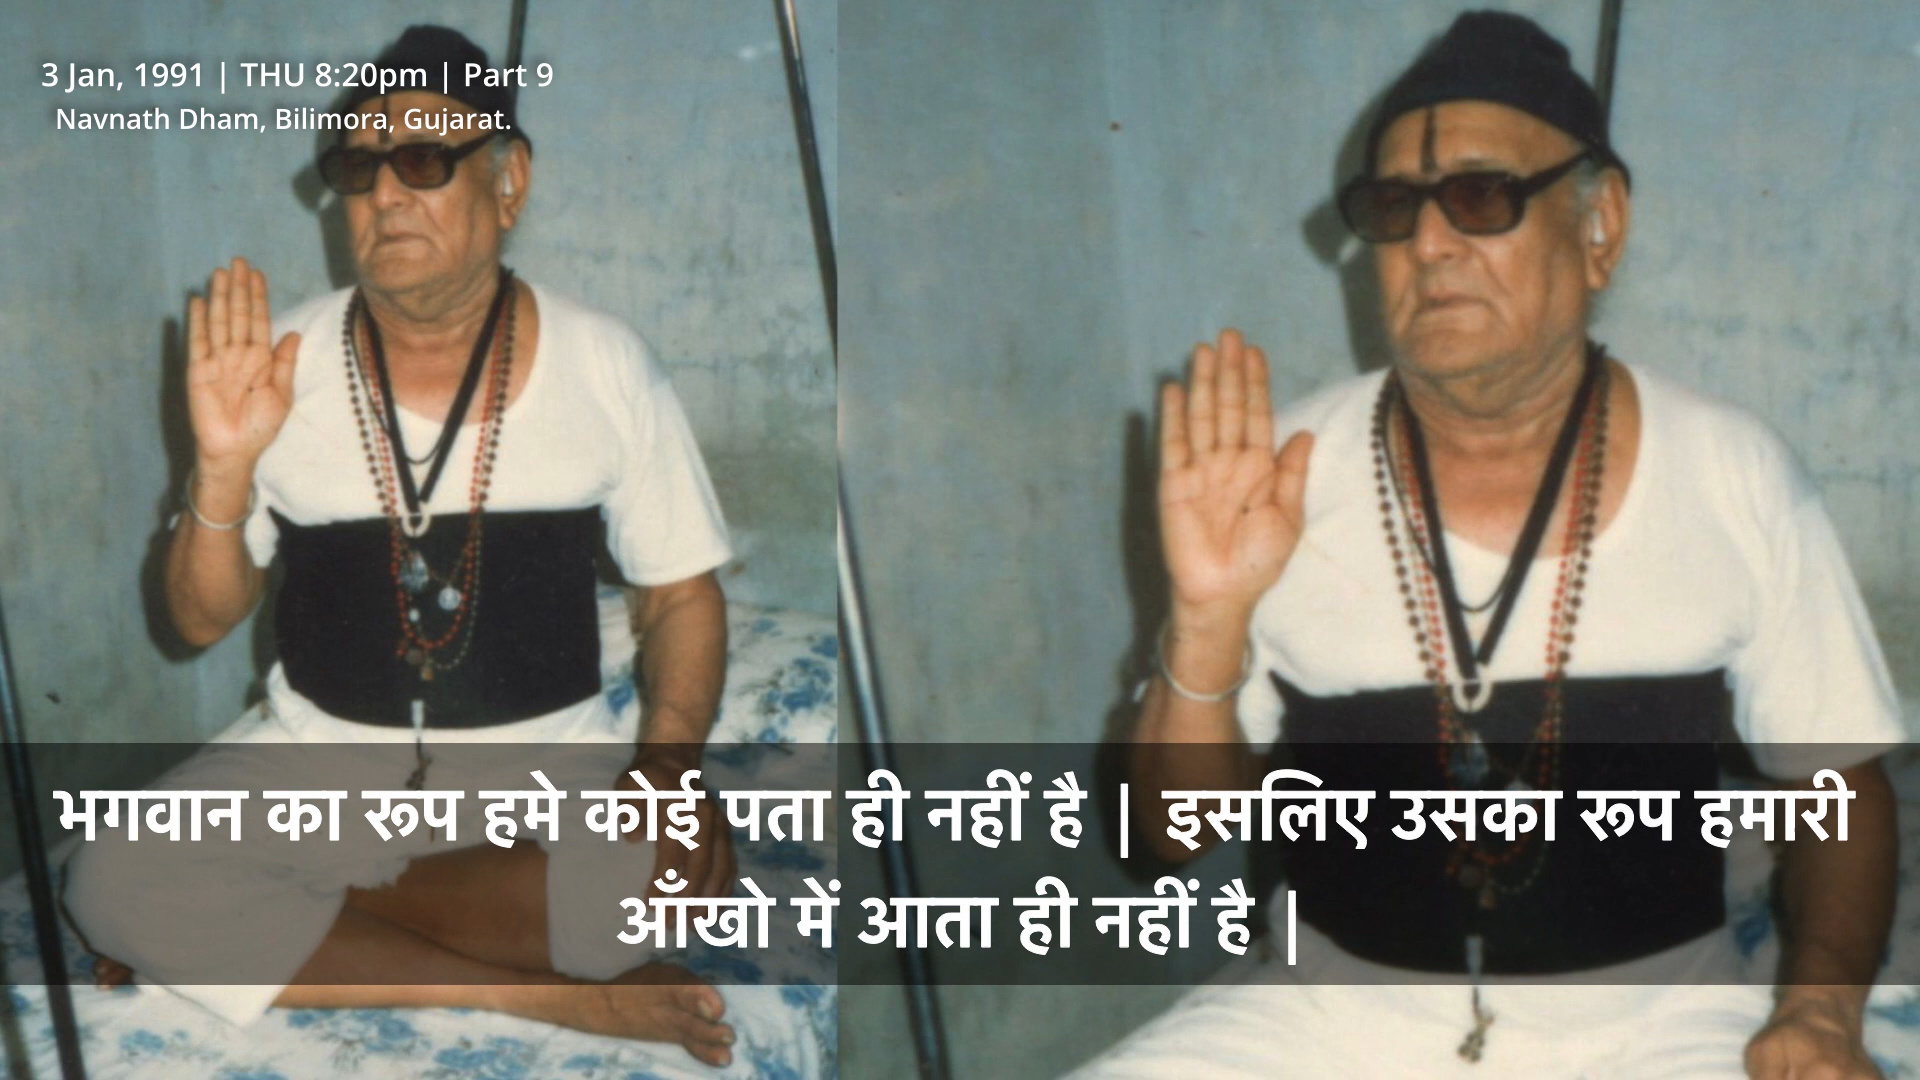 3 Jan, 1991 | THU 8:20pm | Part 9
Navnath Dham, Bilimora, Gujarat.
भगवान का रूप हमे कोई पता ही नहीं है | इसलिए उसका रूप हमारी
आँखो में आता ही नहीं है |